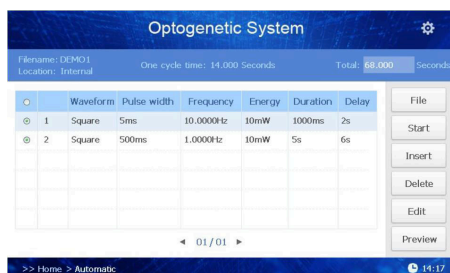 Optogenetic System
Filename: DEMO1
Location: Internal
One cycle time: 14.000 Seconds
Total: 68.000 Seconds
Waveform Pulse width Frequency Energy Duration Delay
1 Square 5ms 10.0000Hz 10mW 1000ms 2s
2 Square 500ms 1.0000Hz 10mW 5s 6s
01/01
File
Start
Insert
Delete
Edit
Preview
>> Home > Automatic
14:17